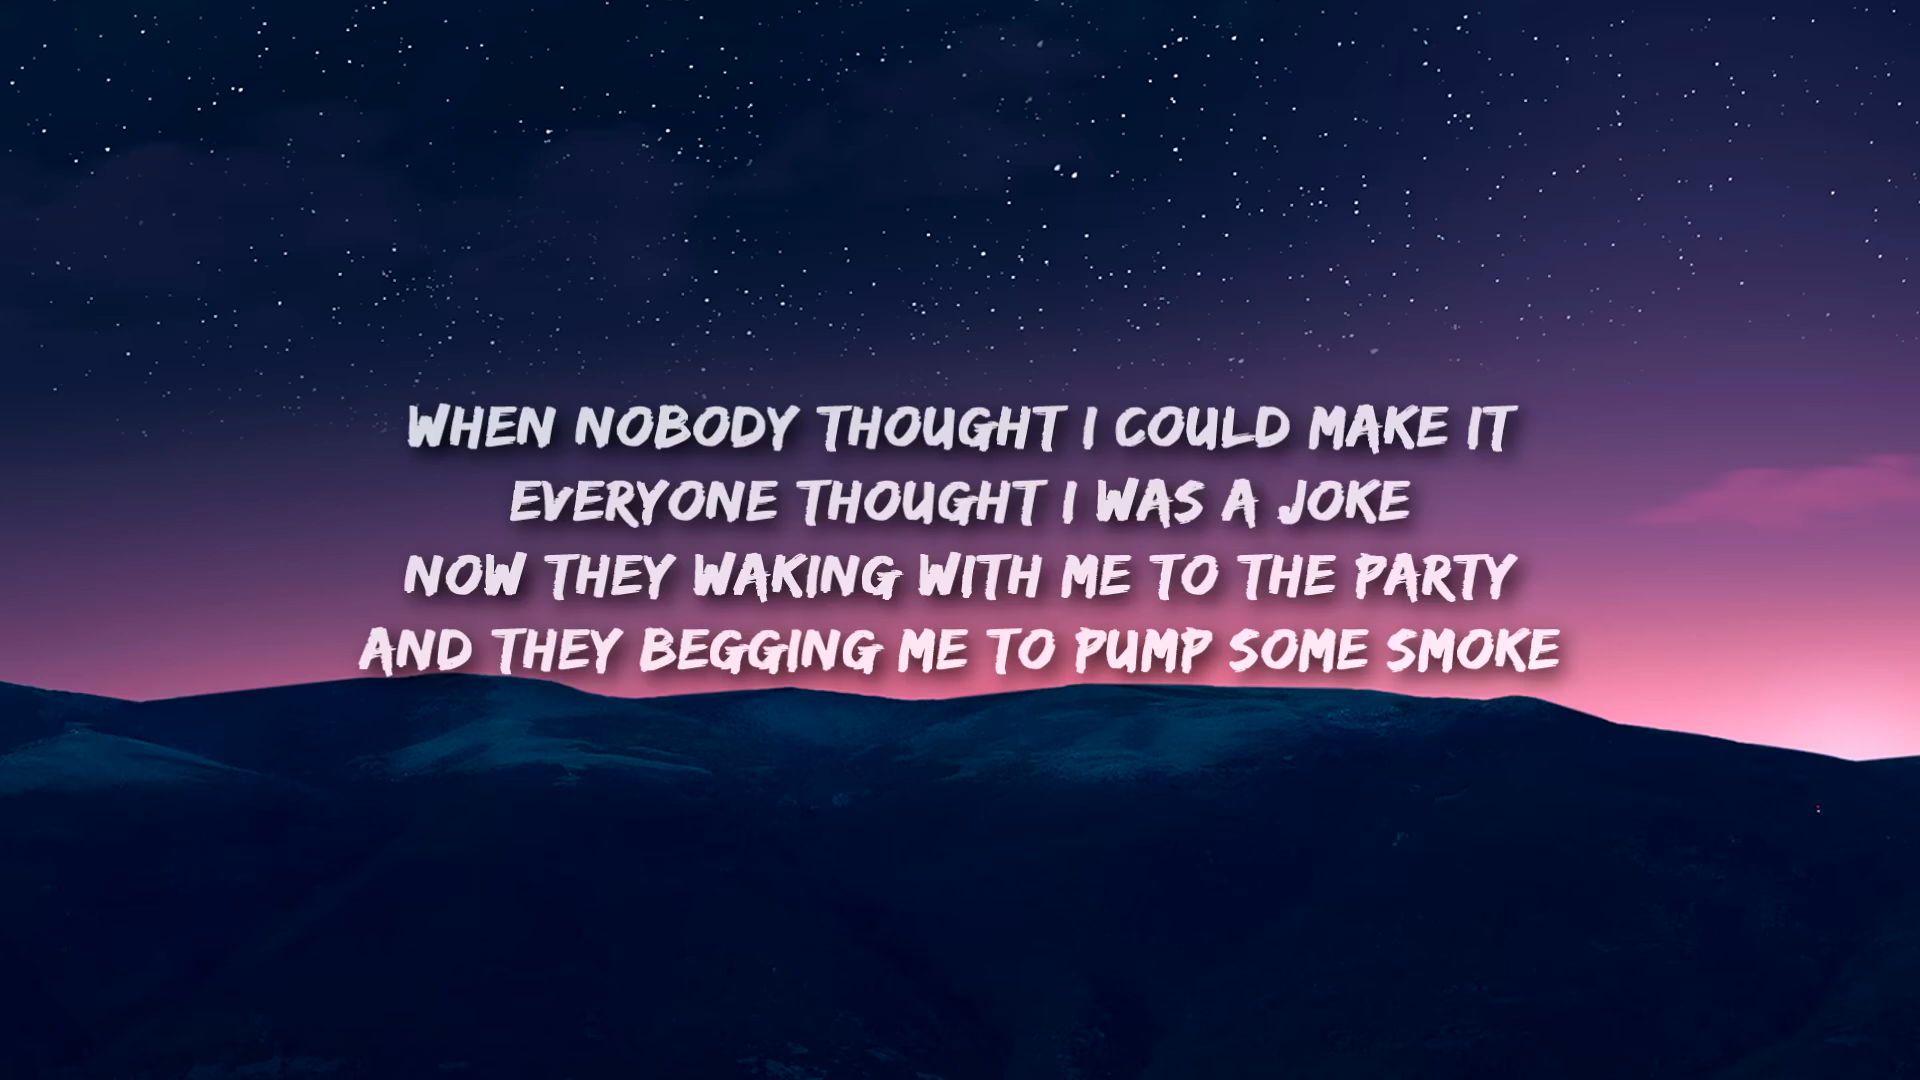 WHEN NOBODY THOUGHT I COULD MAKE IT
EVERYONE THOUGHT I WAS A JOKE
NOW THEY WAKING WITH ME TO THE PARTY
AND THEY BEGGING ME TO PUMP SOME SMOKE